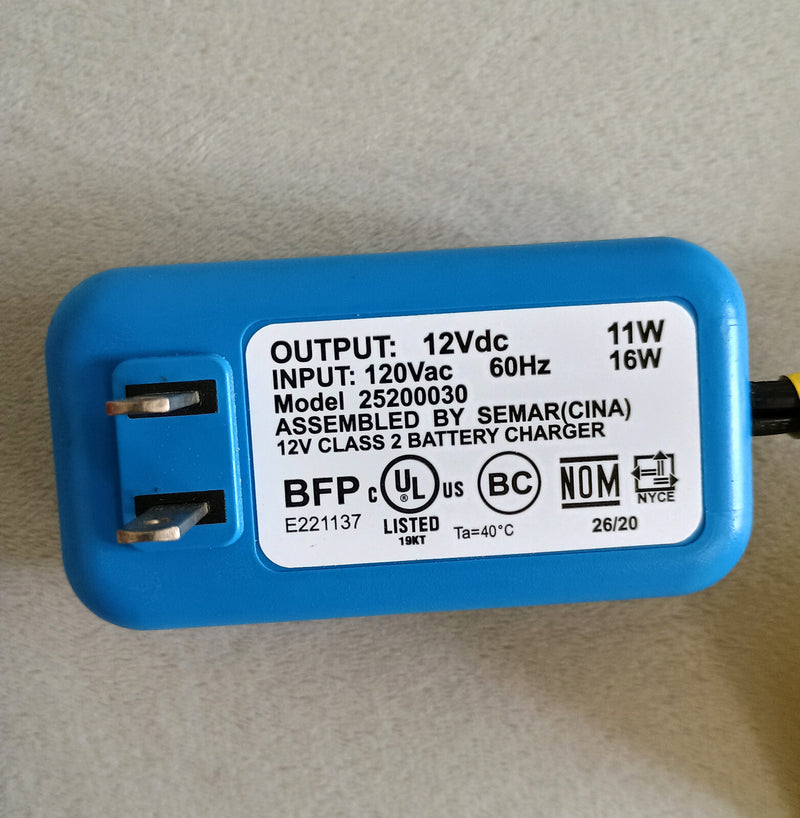 OUTPUT: 12Vdc 11W
INPUT: 120Vac 60Hz 16W
Model 25200030
ASSEMBLED BY SEMAR(CINA)
12V CLASS 2 BATTERY CHARGER
BFP C UL ® US BC NOM NYCE
E221137 LISTED Ta=40°C 26/20
19KT